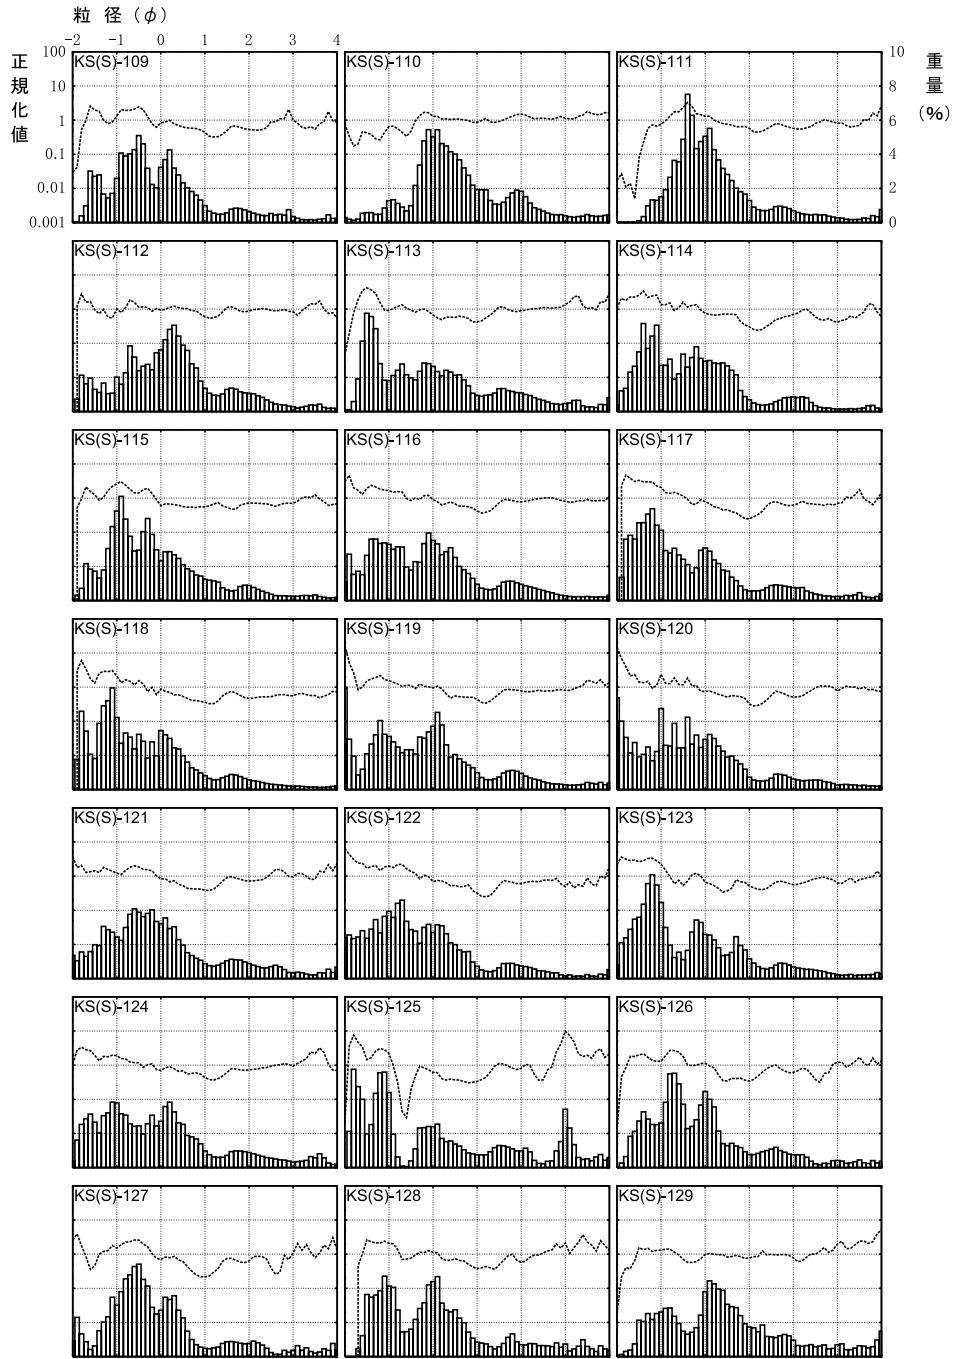 粒 径（φ）
−2 −1 0 1 2 3 4
正規化値
100
10
1
0.1
0.01
0.001
重量（%）
10
8
6
4
2
0
KS(S)-109
KS(S)-110
KS(S)-111
KS(S)-112
KS(S)-113
KS(S)-114
KS(S)-115
KS(S)-116
KS(S)-117
KS(S)-118
KS(S)-119
KS(S)-120
KS(S)-121
KS(S)-122
KS(S)-123
KS(S)-124
KS(S)-125
KS(S)-126
KS(S)-127
KS(S)-128
KS(S)-129